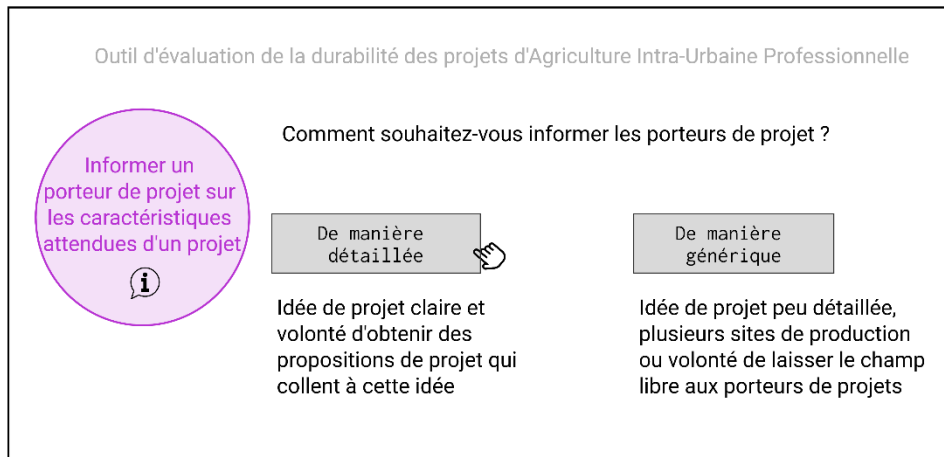 Outil d'évaluation de la durabilité des projets d'Agriculture Intra-Urbaine Professionnelle
Comment souhaitez-vous informer les porteurs de projet ?
Informer un
porteur de projet sur
les caractéristiques
attendues d'un projet
i
De manière
détaillée
Idée de projet claire et
volonté d'obtenir des
propositions de projet qui
collent à cette idée
De manière
générique
Idée de projet peu détaillée,
plusieurs sites de production
ou volonté de laisser le champ
libre aux porteurs de projets